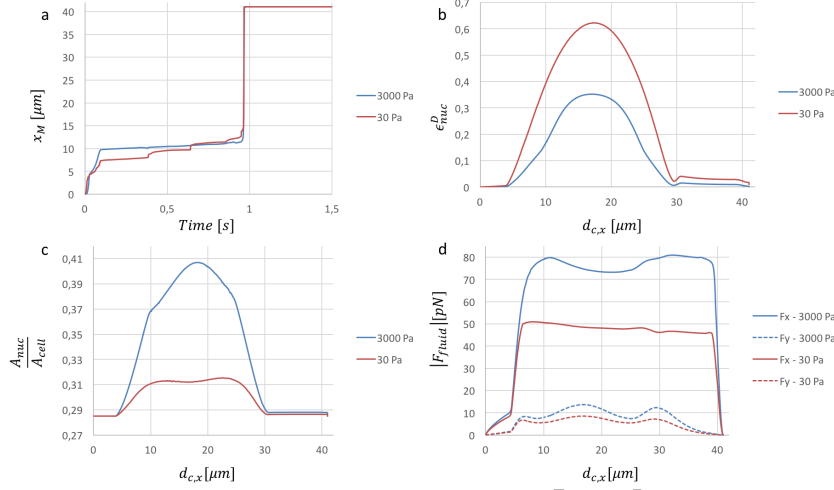 a
40
35
30
25
20
15
10
5
0
x_M [μm]
0
0,5
1
1,5
Time [s]
3000 Pa
30 Pa
b
0,7
0,6
0,5
0,4
0,3
0,2
0,1
0
ϵ^D_nuc
0
10
20
30
40
d_c,x [μm]
3000 Pa
30 Pa
c
0,41
0,39
0,37
0,35
0,33
0,31
0,29
0,27
A_nuc
A_cell
0
10
20
30
40
d_c,x[μm]
3000 Pa
30 Pa
d
80
70
60
50
40
30
20
10
0
|F_fluid|[pN]
0
10
20
30
40
d_c,x [μm]
Fx - 3000 Pa
Fy - 3000 Pa
Fx - 30 Pa
Fy - 30 Pa